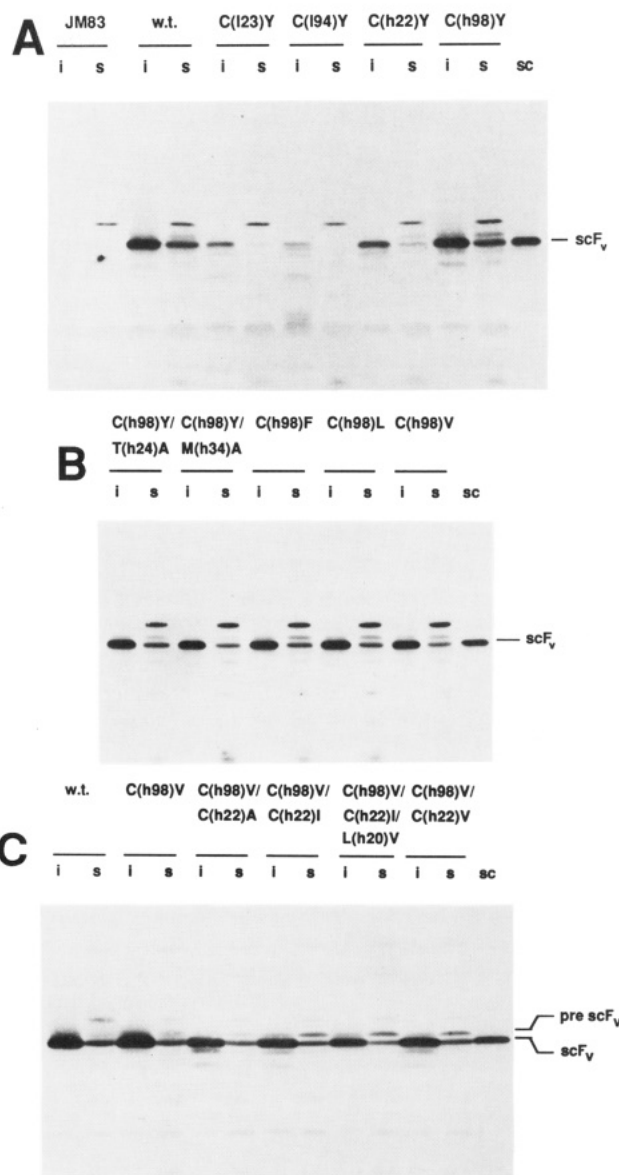 A
JM83 w.t. C(l23)Y C(l94)Y C(h22)Y C(h98)Y
i s i s i s i s i s i s sc
scFv
B
C(h98)Y/ C(h98)Y/ C(h98)F C(h98)L C(h98)V
T(h24)A M(h34)A
i s i s i s i s i s sc
scFv
C
w.t. C(h98)V C(h98)V/ C(h98)V/ C(h98)V/ C(h98)V/
C(h22)A C(h22)I C(h22)I/ C(h22)V
L(h20)V
i s i s i s i s i s i s sc
pre scFv
scFv